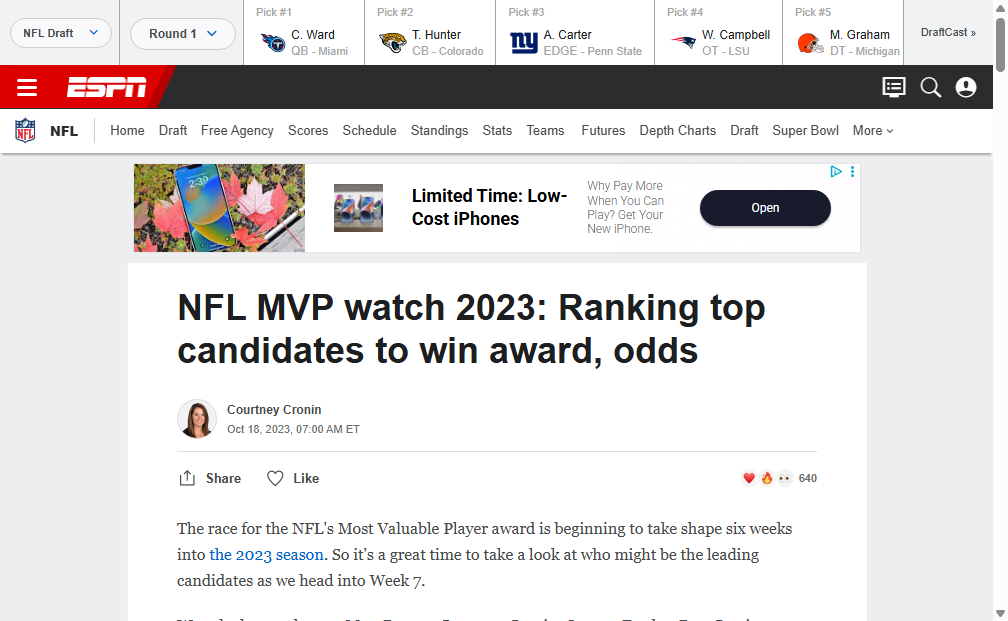 NFL Draft
Round 1
Pick #1
C. Ward
QB - Miami
Pick #2
T. Hunter
CB - Colorado
Pick #3
A. Carter
EDGE - Penn State
Pick #4
W. Campbell
OT - LSU
Pick #5
M. Graham
DT - Michigan
DraftCast »
ESPN
NFL Home Draft Free Agency Scores Schedule Standings Stats Teams Futures Depth Charts Draft Super Bowl More
2:39
Limited Time: Low-
Cost iPhones
Why Pay More
When You Can
Play? Get Your
New iPhone.
Open
NFL MVP watch 2023: Ranking top
candidates to win award, odds
Courtney Cronin
Oct 18, 2023, 07:00 AM ET
Share Like 640
The race for the NFL's Most Valuable Player award is beginning to take shape six weeks
into the 2023 season. So it's a great time to take a look at who might be the leading
candidates as we head into Week 7.